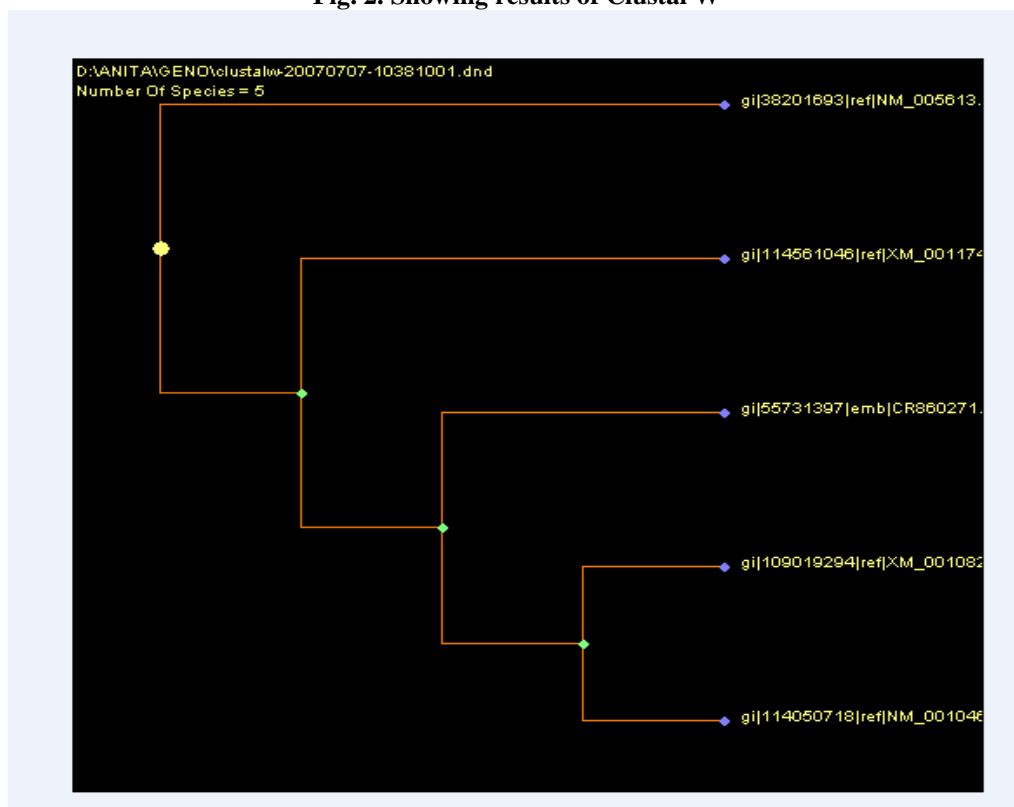 Fig. 2. Showing results of Clustal W
D:\ANITA\GENO\clustalw-20070707-10381001.dnd
Number Of Species = 5
gi|38201693|ref|NM_005613.
gi|114561046|ref|XM_001174
gi|55731397|emb|CR860271.
gi|109019294|ref|XM_001082
gi|114050718|ref|NM_001046